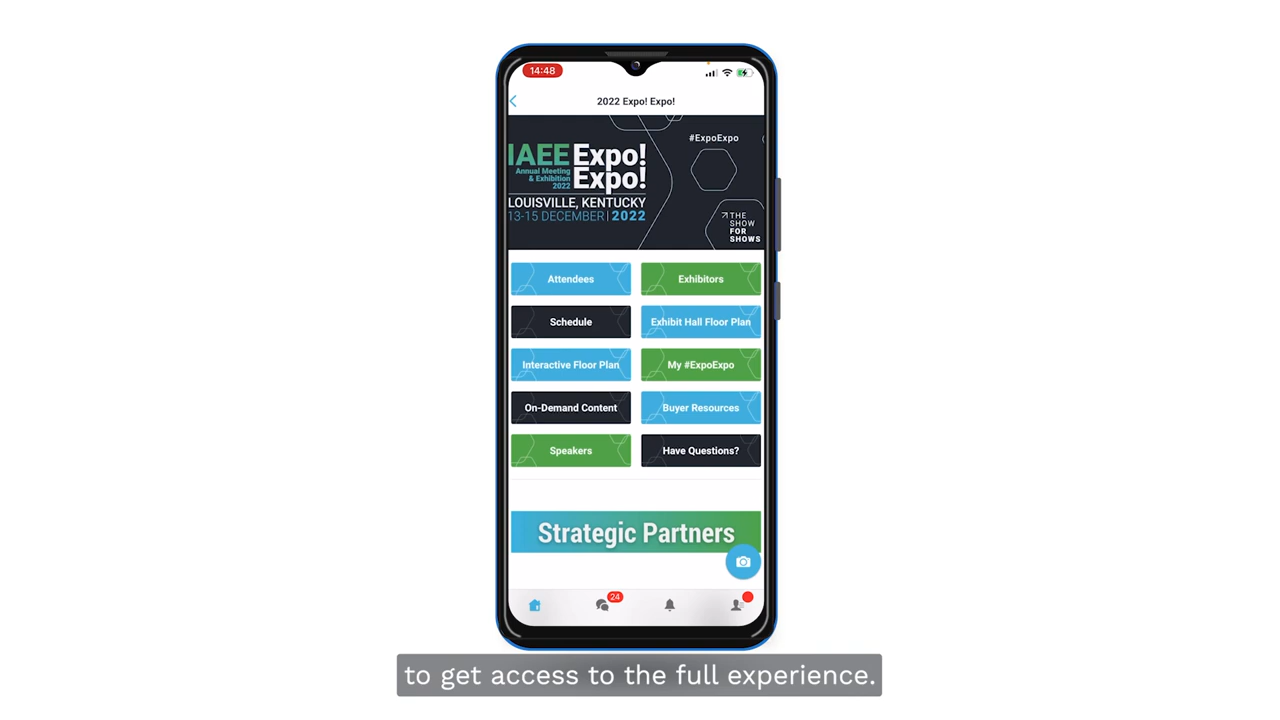 14:48
2022 Expo! Expo!
#ExpoExpo
IAEE Expo!
Expo!
Annual Meeting
& Exhibition
2022
LOUISVILLE, KENTUCKY
13-15 DECEMBER | 2022
THE
SHOW
FOR
SHOWS
Attendees
Exhibitors
Schedule
Exhibit Hall Floor Plan
Interactive Floor Plan
My #ExpoExpo
On-Demand Content
Buyer Resources
Speakers
Have Questions?
Strategic Partners
24
to get access to the full experience.